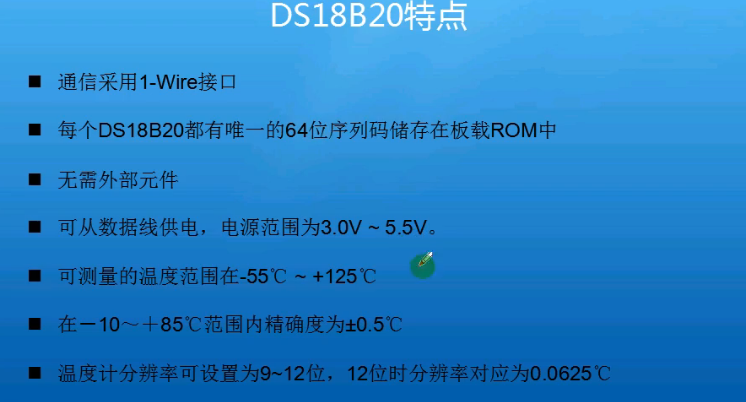 DS18B20特点
■ 通信采用1-Wire接口
■ 每个DS18B20都有唯一的64位序列码储存在板载ROM中
■ 无需外部元件
■ 可从数据线供电，电源范围为3.0V ~ 5.5V。
■ 可测量的温度范围在-55℃ ~ +125℃
■ 在－10～＋85℃范围内精确度为±0.5℃
■ 温度计分辨率可设置为9~12位，12位时分辨率对应为0.0625℃